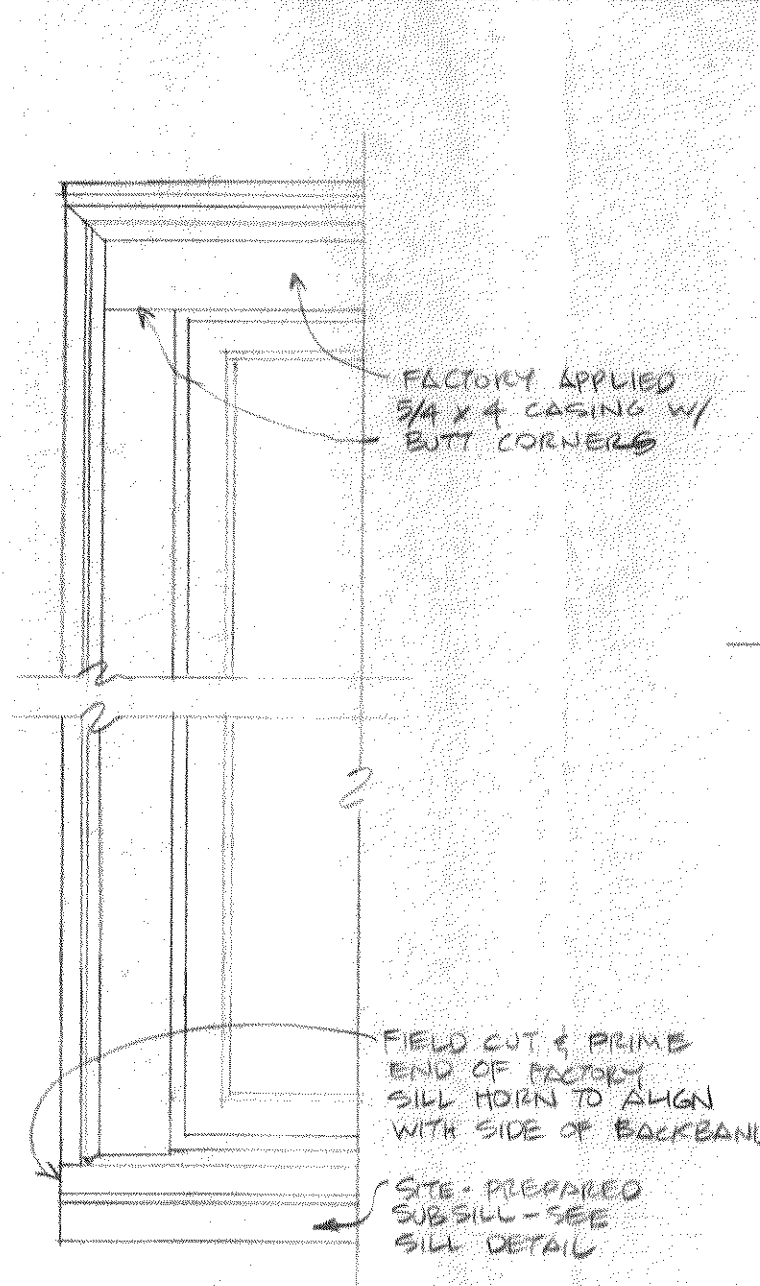 FACTORY APPLIED
5/4 X 4 CASING W/
BUTT CORNERS
FIELD CUT & PRIME
END OF FACTORY
SILL HORN TO ALIGN
WITH SIDE OF BACKBAND
SITE-PREPARED
SUBSILL - SEE
SILL DETAIL